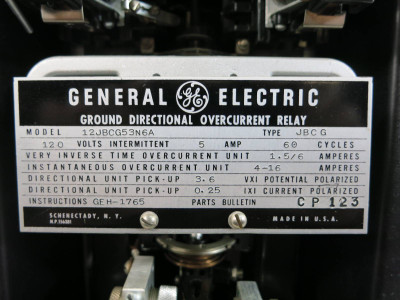 GENERAL GE ELECTRIC
GROUND DIRECTIONAL OVERCURRENT RELAY
MODEL 12JBCG53N6A TYPE JBCG
120 VOLTS INTERMITTENT 5 AMP 60 CYCLES
VERY INVERSE TIME OVERCURRENT UNIT 1.5/6 AMPERES
INSTANTANEOUS OVERCURRENT UNIT 4-16 AMPERES
DIRECTIONAL UNIT PICK-UP 3.6 VXI POTENTIAL POLARIZED
DIRECTIONAL UNIT PICK-UP 0.25 IXI CURRENT POLARIZED
INSTRUCTIONS GEH-1765 PARTS BULLETIN CP 123
SCHENECTADY, N.Y. MADE IN U.S.A.
N.P.